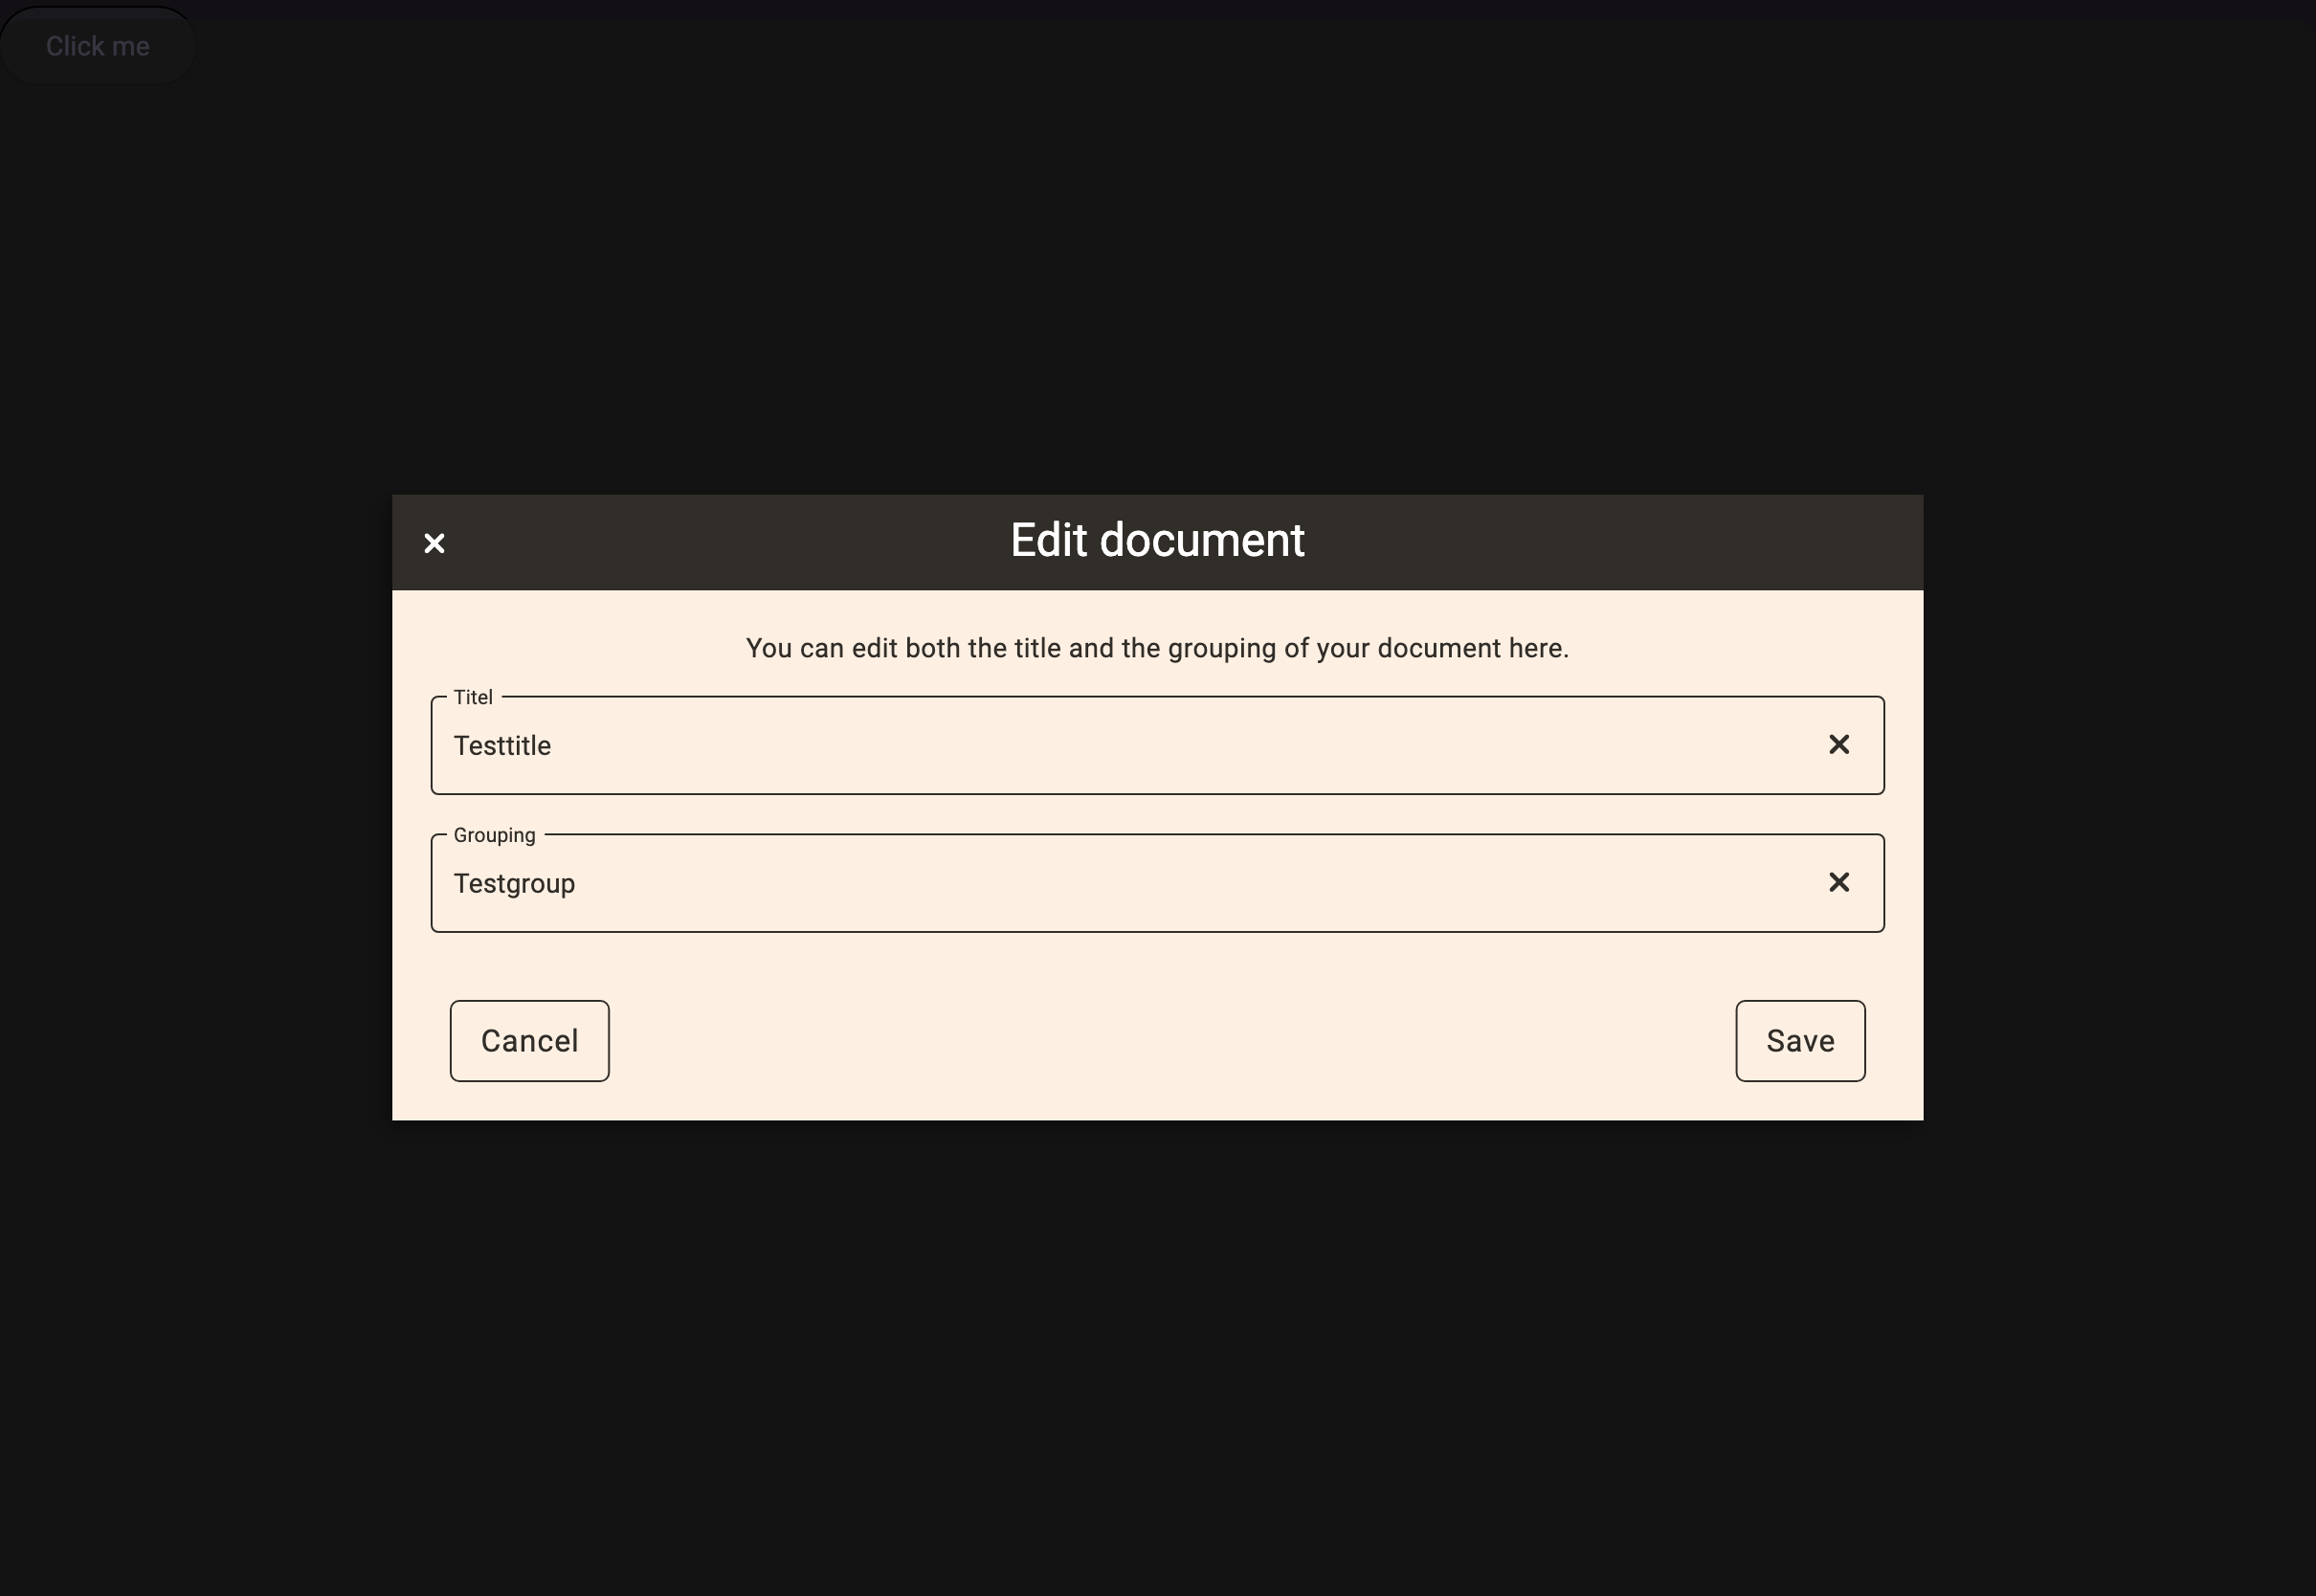 Click me
Edit document
You can edit both the title and the grouping of your document here.
Titel
Testtitle
Grouping
Testgroup
Cancel
Save